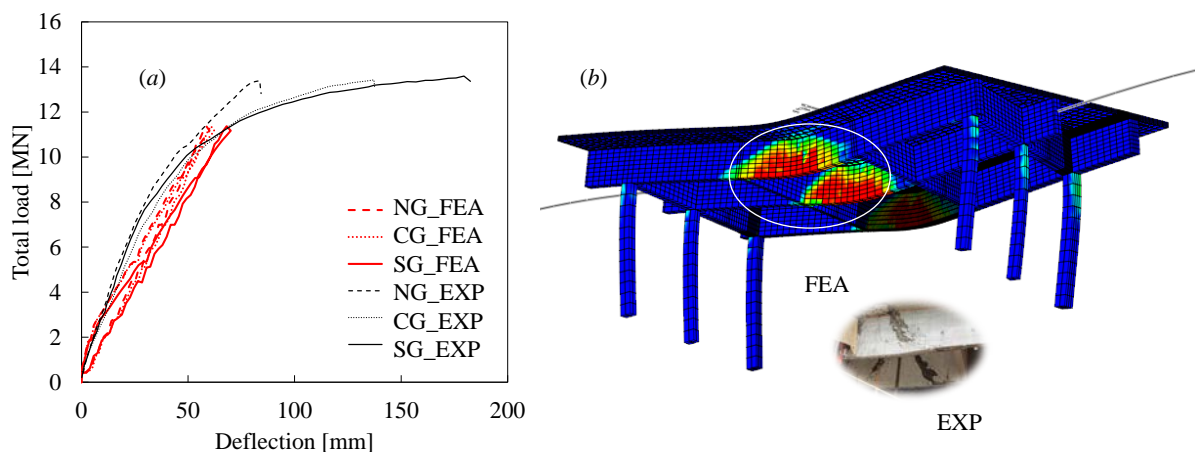 16
14
12
10
8
6
4
2
0
Total load [MN]
(a)
NG_FEA
CG_FEA
SG_FEA
NG_EXP
CG_EXP
SG_EXP
0 50 100 150 200
Deflection [mm]
(b)
FEA
EXP